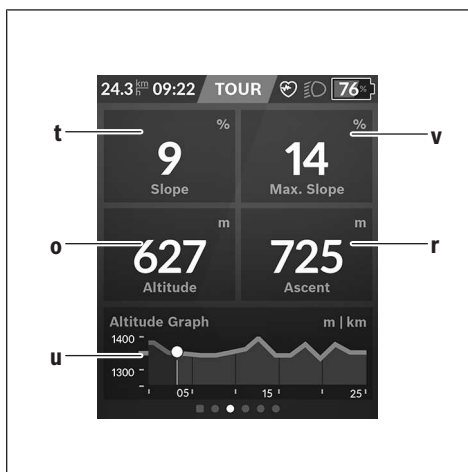 24.3 km/h 09:22 TOUR 76%
t % % v
9 14
Slope Max. Slope
o m m r
627 725
Altitude Ascent
Altitude Graph m | km
1400
u
1300
05' 15' 25'